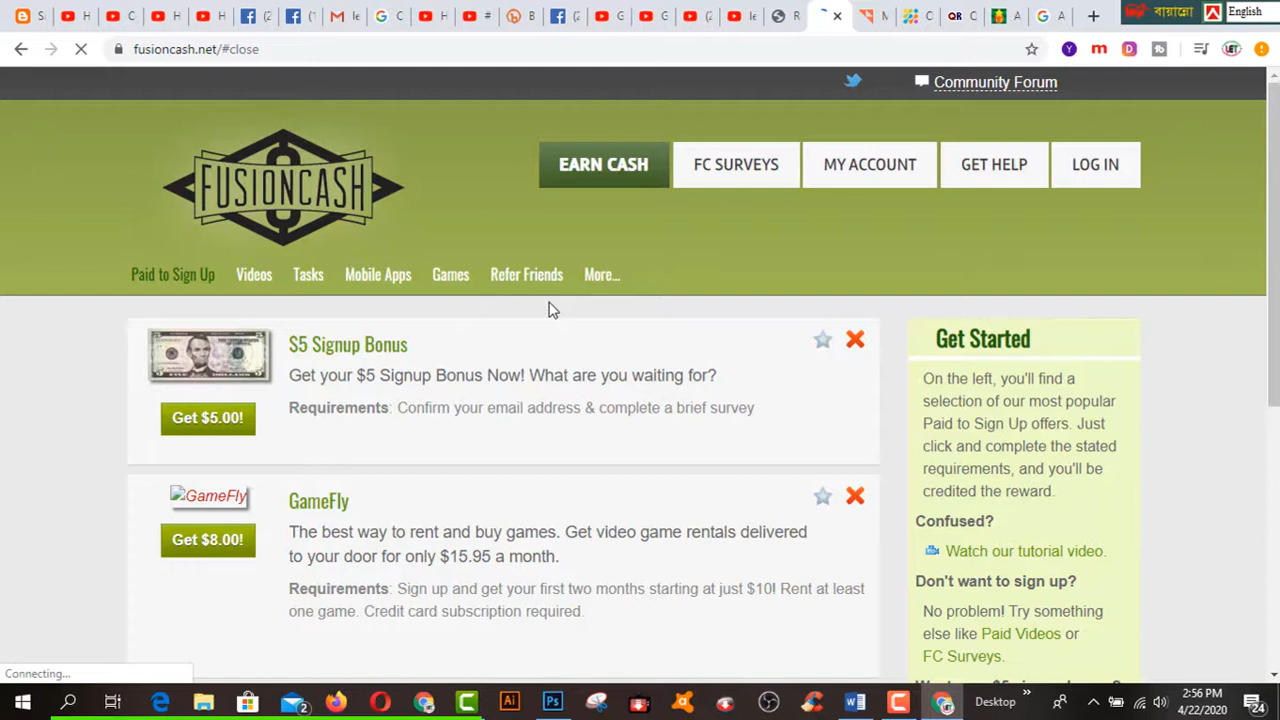 বায়ান্নো
English
fusioncash.net/#close
Community Forum
FUSIONCASH
EARN CASH
FC SURVEYS
MY ACCOUNT
GET HELP
LOG IN
Paid to Sign Up
Videos
Tasks
Mobile Apps
Games
Refer Friends
More...
$5 Signup Bonus
Get your $5 Signup Bonus Now! What are you waiting for?
Get $5.00!
Requirements: Confirm your email address & complete a brief survey
GameFly
GameFly
The best way to rent and buy games. Get video game rentals delivered
to your door for only $15.95 a month.
Get $8.00!
Requirements: Sign up and get your first two months starting at just $10! Rent at least
one game. Credit card subscription required.
Get Started
On the left, you'll find a
selection of our most popular
Paid to Sign Up offers. Just
click and complete the stated
requirements, and you'll be
credited the reward.
Confused?
Watch our tutorial video.
Don't want to sign up?
No problem! Try something
else like Paid Videos or
FC Surveys.
Connecting...
Desktop
2:56 PM
4/22/2020
24